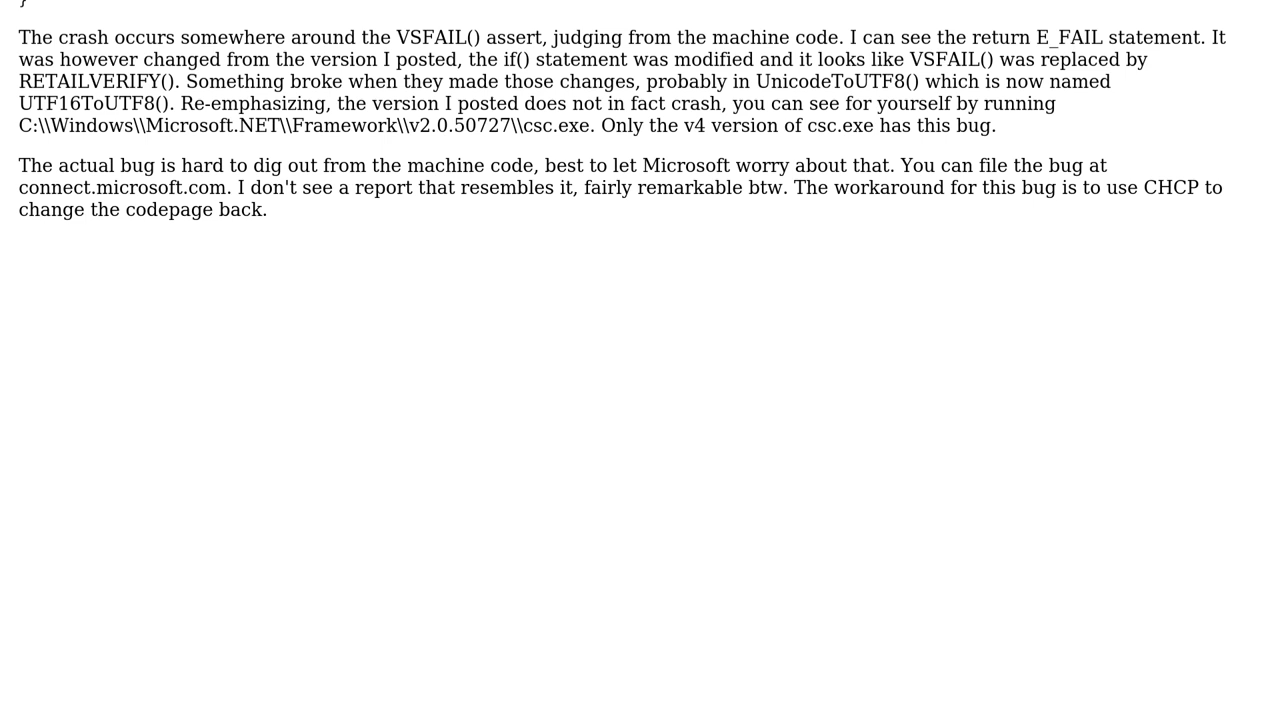 }
The crash occurs somewhere around the VSFAIL() assert, judging from the machine code. I can see the return E_FAIL statement. It
was however changed from the version I posted, the if() statement was modified and it looks like VSFAIL() was replaced by
RETAILVERIFY(). Something broke when they made those changes, probably in UnicodeToUTF8() which is now named
UTF16ToUTF8(). Re-emphasizing, the version I posted does not in fact crash, you can see for yourself by running
C:\\Windows\\Microsoft.NET\\Framework\\v2.0.50727\\csc.exe. Only the v4 version of csc.exe has this bug.
The actual bug is hard to dig out from the machine code, best to let Microsoft worry about that. You can file the bug at
connect.microsoft.com. I don't see a report that resembles it, fairly remarkable btw. The workaround for this bug is to use CHCP to
change the codepage back.